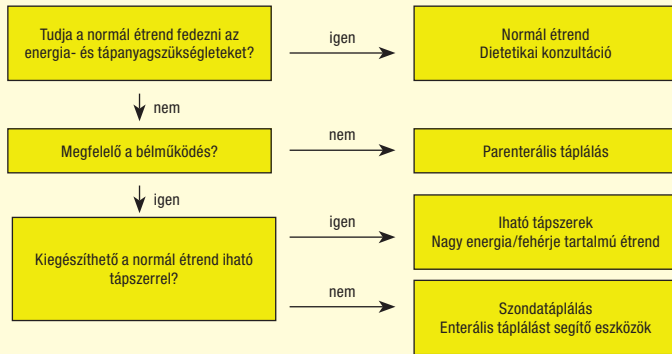 Tudja a normál étrend fedezni az
energia- és tápanyagszükségleteket?
igen
Normál étrend
Dietetikai konzultáció
nem
Megfelelő a bélműködés?
nem
Parenterális táplálás
igen
Kiegészíthető a normál étrend iható
tápszerrel?
igen
Iható tápszerek
Nagy energia/fehérje tartalmú étrend
nem
Szondatáplálás
Enterális táplálást segítő eszközök